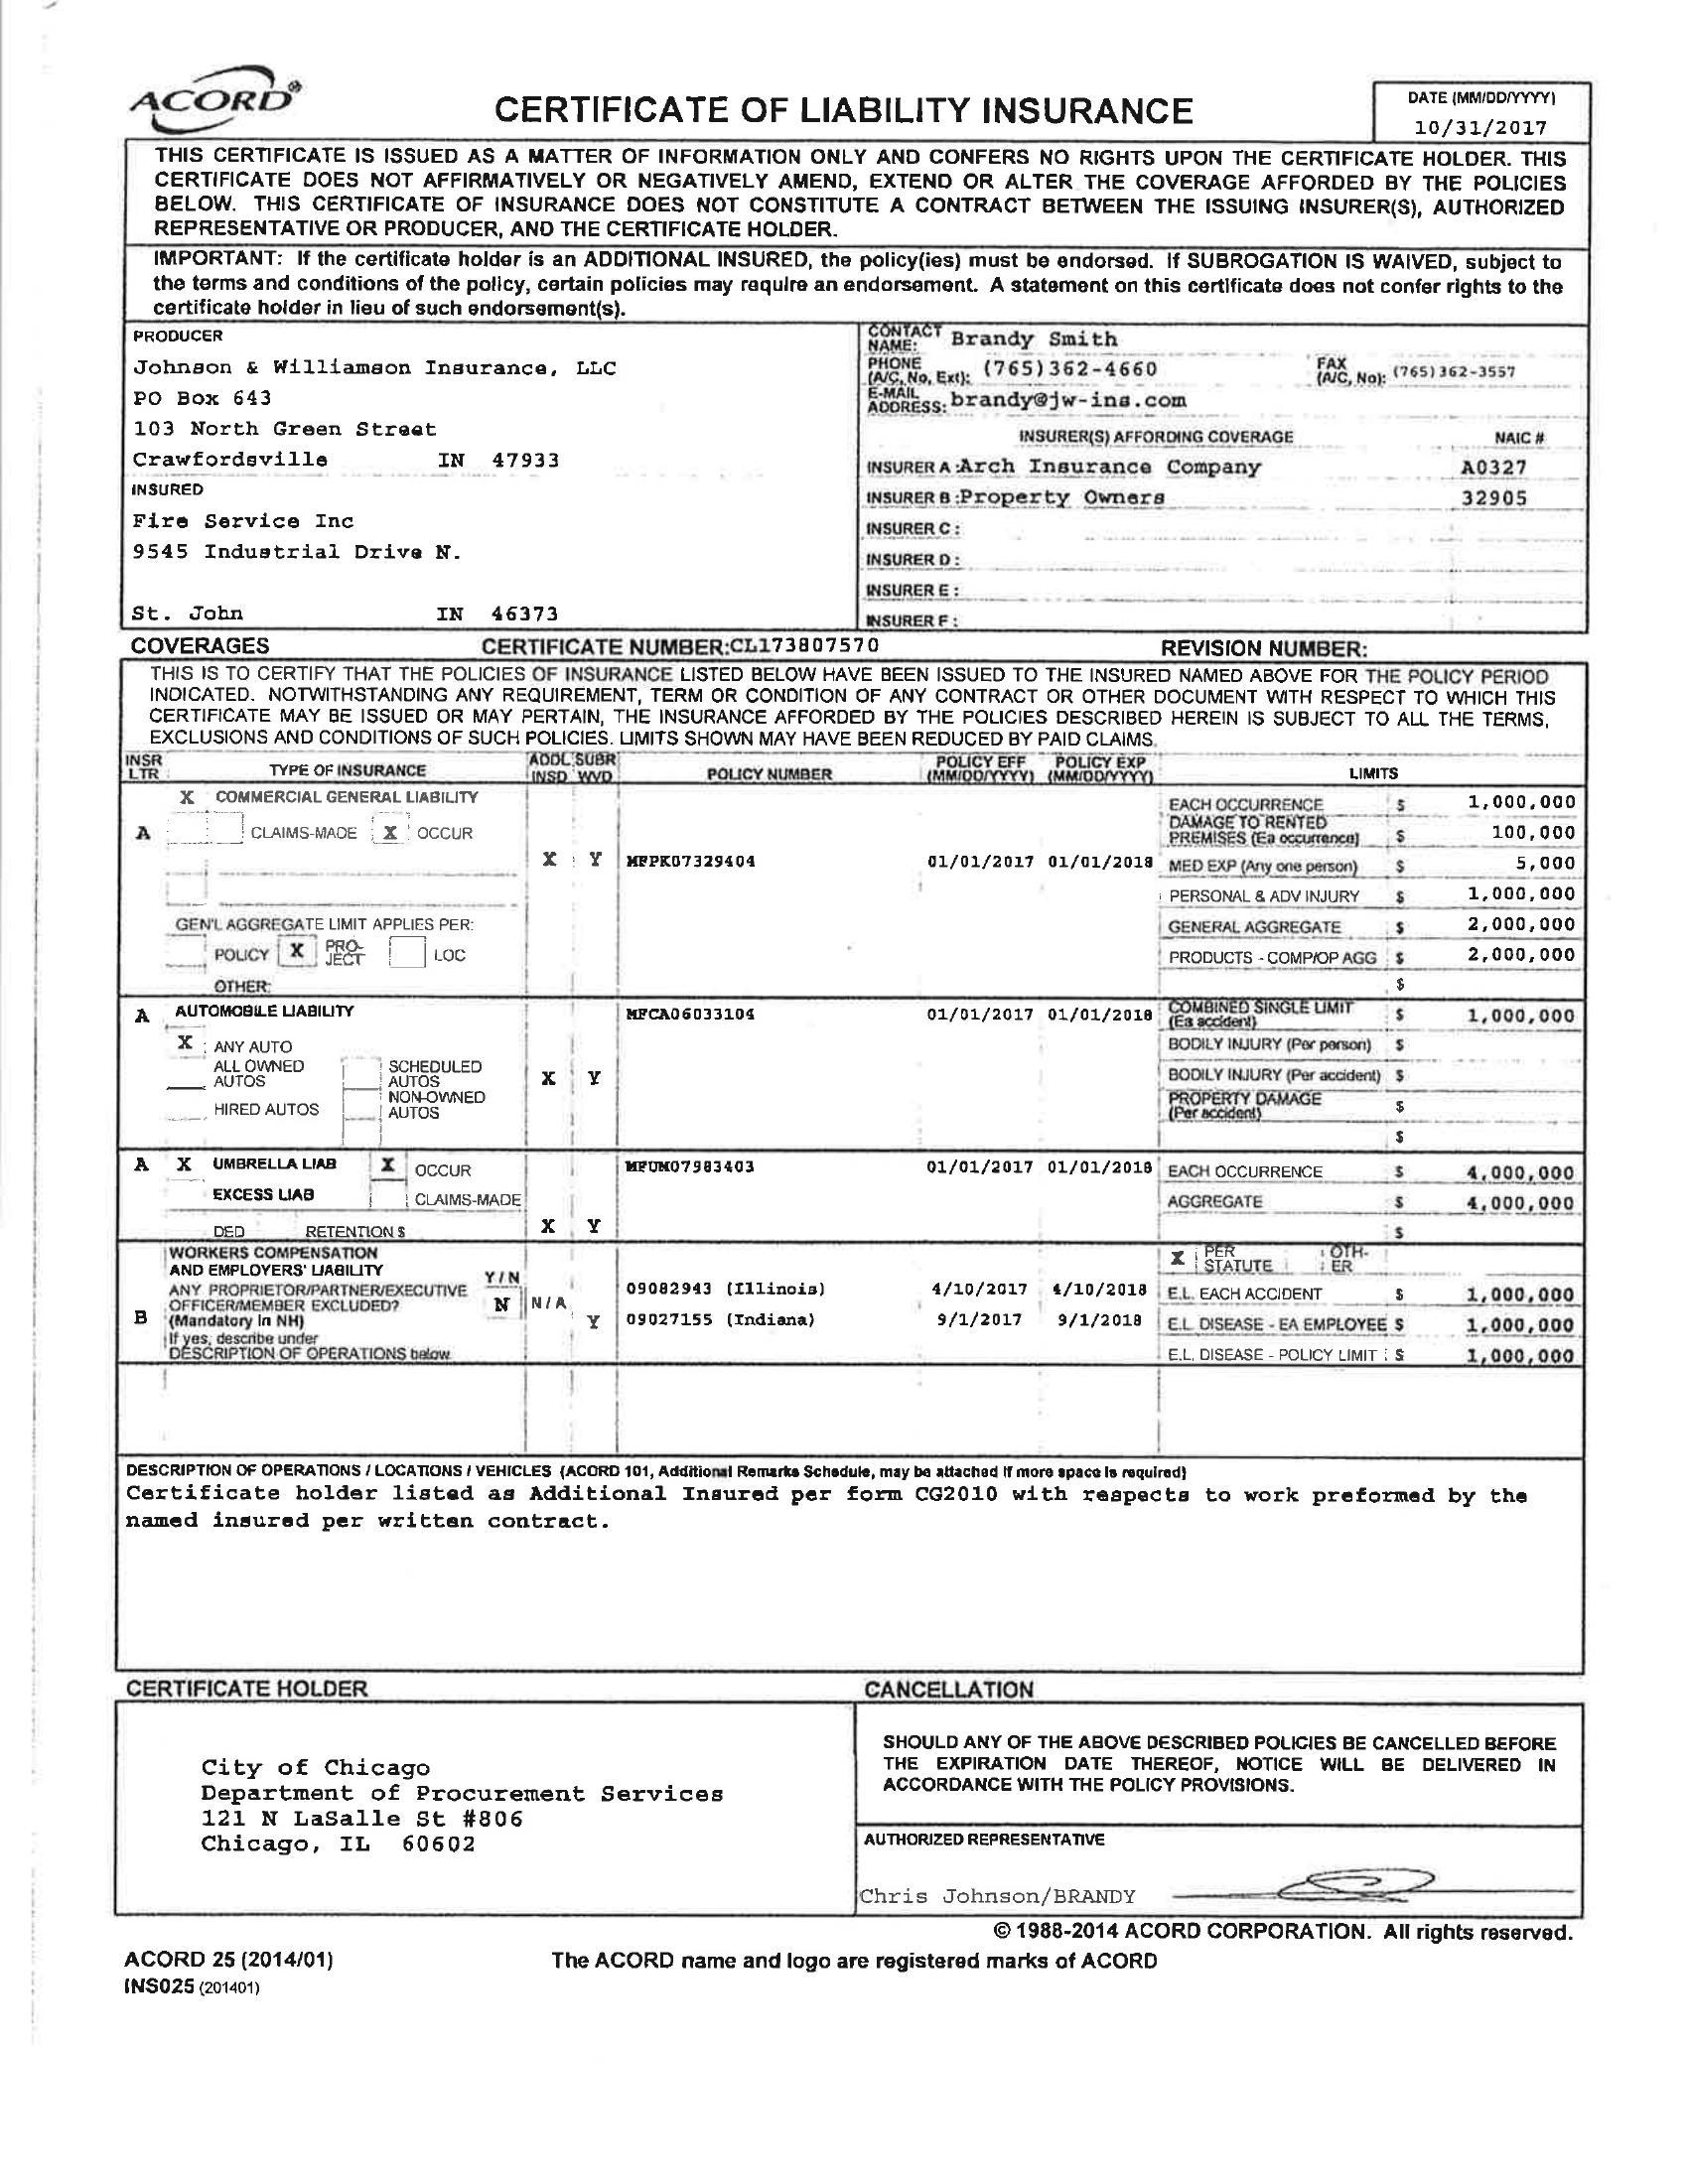 ACORD®
CERTIFICATE OF LIABILITY INSURANCE
DATE (MM/DD/YYYY)
10/31/2017
THIS CERTIFICATE IS ISSUED AS A MATTER OF INFORMATION ONLY AND CONFERS NO RIGHTS UPON THE CERTIFICATE HOLDER. THIS
CERTIFICATE DOES NOT AFFIRMATIVELY OR NEGATIVELY AMEND, EXTEND OR ALTER THE COVERAGE AFFORDED BY THE POLICIES
BELOW. THIS CERTIFICATE OF INSURANCE DOES NOT CONSTITUTE A CONTRACT BETWEEN THE ISSUING INSURER(S), AUTHORIZED
REPRESENTATIVE OR PRODUCER, AND THE CERTIFICATE HOLDER.
IMPORTANT: If the certificate holder is an ADDITIONAL INSURED, the policy(ies) must be endorsed. If SUBROGATION IS WAIVED, subject to
the terms and conditions of the policy, certain policies may require an endorsement. A statement on this certificate does not confer rights to the
certificate holder in lieu of such endorsement(s).
PRODUCER
Johnson & Williamson Insurance, LLC
PO Box 643
103 North Green Street
Crawfordsville IN 47933
CONTACT NAME: Brandy Smith
PHONE (A/C, No, Ext): (765)362-4660 FAX (A/C, No): (765)362-3557
E-MAIL ADDRESS: brandy@jw-ins.com
INSURER(S) AFFORDING COVERAGE NAIC #
INSURER A :Arch Insurance Company A0327
INSURED
Fire Service Inc
9545 Industrial Drive N.
St. John IN 46373
INSURER B :Property Owners 32905
INSURER C :
INSURER D :
INSURER E :
INSURER F :
COVERAGES CERTIFICATE NUMBER:CL173807570 REVISION NUMBER:
THIS IS TO CERTIFY THAT THE POLICIES OF INSURANCE LISTED BELOW HAVE BEEN ISSUED TO THE INSURED NAMED ABOVE FOR THE POLICY PERIOD
INDICATED. NOTWITHSTANDING ANY REQUIREMENT, TERM OR CONDITION OF ANY CONTRACT OR OTHER DOCUMENT WITH RESPECT TO WHICH THIS
CERTIFICATE MAY BE ISSUED OR MAY PERTAIN, THE INSURANCE AFFORDED BY THE POLICIES DESCRIBED HEREIN IS SUBJECT TO ALL THE TERMS,
EXCLUSIONS AND CONDITIONS OF SUCH POLICIES. LIMITS SHOWN MAY HAVE BEEN REDUCED BY PAID CLAIMS.
INSR LTR TYPE OF INSURANCE ADDL INSD SUBR WVD POLICY NUMBER POLICY EFF (MM/DD/YYYY) POLICY EXP (MM/DD/YYYY) LIMITS
X COMMERCIAL GENERAL LIABILITY EACH OCCURRENCE $ 1,000,000
A CLAIMS-MADE X OCCUR DAMAGE TO RENTED PREMISES (Ea occurrence) $ 100,000
X Y MFPK07329404 01/01/2017 01/01/2018 MED EXP (Any one person) $ 5,000
PERSONAL & ADV INJURY $ 1,000,000
GEN'L AGGREGATE LIMIT APPLIES PER: GENERAL AGGREGATE $ 2,000,000
POLICY X PRO-JECT LOC PRODUCTS - COMP/OP AGG $ 2,000,000
OTHER: $
A AUTOMOBILE LIABILITY MFCA06033104 01/01/2017 01/01/2018 COMBINED SINGLE LIMIT (Ea accident) $ 1,000,000
X ANY AUTO BODILY INJURY (Per person) $
ALL OWNED AUTOS SCHEDULED AUTOS X Y BODILY INJURY (Per accident) $
HIRED AUTOS NON-OWNED AUTOS PROPERTY DAMAGE (Per accident) $
$
A X UMBRELLA LIAB X OCCUR MFUM07983403 01/01/2017 01/01/2018 EACH OCCURRENCE $ 4,000,000
EXCESS LIAB CLAIMS-MADE AGGREGATE $ 4,000,000
DED RETENTION $ X Y $
WORKERS COMPENSATION X PER STATUTE OTH-ER
AND EMPLOYERS' LIABILITY Y/N
ANY PROPRIETOR/PARTNER/EXECUTIVE 09082943 (Illinois) 4/10/2017 4/10/2018 E.L. EACH ACCIDENT $ 1,000,000
OFFICER/MEMBER EXCLUDED? N N/A
B (Mandatory in NH) Y 09027155 (Indiana) 9/1/2017 9/1/2018 E.L. DISEASE - EA EMPLOYEE $ 1,000,000
If yes, describe under
DESCRIPTION OF OPERATIONS below E.L. DISEASE - POLICY LIMIT $ 1,000,000
DESCRIPTION OF OPERATIONS / LOCATIONS / VEHICLES (ACORD 101, Additional Remarks Schedule, may be attached if more space is required)
Certificate holder listed as Additional Insured per form CG2010 with respects to work preformed by the
named insured per written contract.
CERTIFICATE HOLDER
City of Chicago
Department of Procurement Services
121 N LaSalle St #806
Chicago, IL 60602
CANCELLATION
SHOULD ANY OF THE ABOVE DESCRIBED POLICIES BE CANCELLED BEFORE
THE EXPIRATION DATE THEREOF, NOTICE WILL BE DELIVERED IN
ACCORDANCE WITH THE POLICY PROVISIONS.
AUTHORIZED REPRESENTATIVE
Chris Johnson/BRANDY
© 1988-2014 ACORD CORPORATION. All rights reserved.
ACORD 25 (2014/01) The ACORD name and logo are registered marks of ACORD
INS025 (201401)